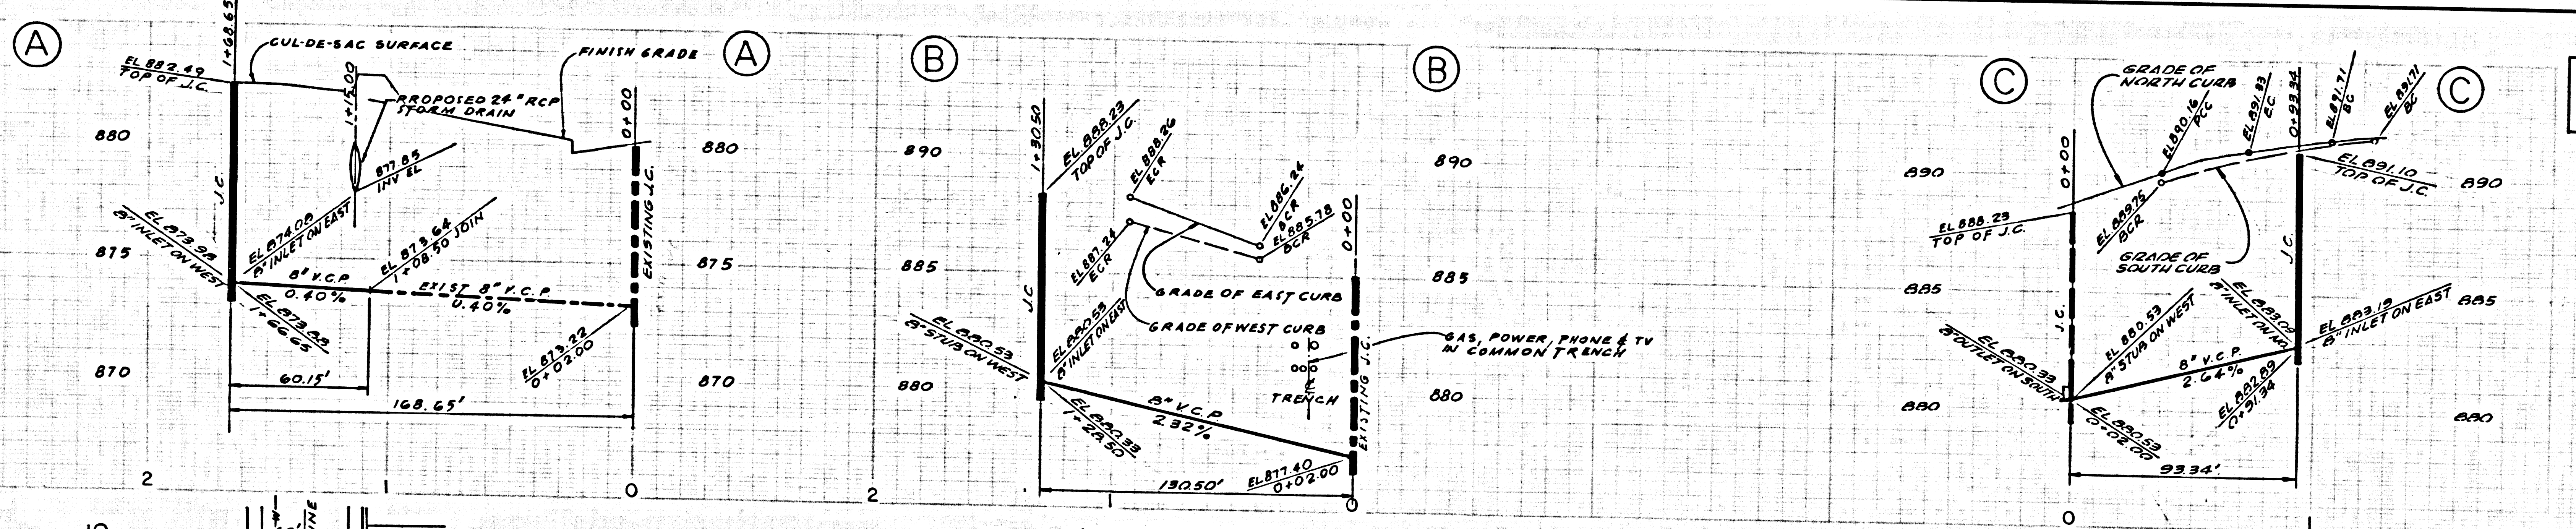 A
1+68.65
CUL-DE-SAC SURFACE
EL 882.49
TOP OF J.C.
1+15.00
FINISH GRADE
A
PROPOSED 24" RCP
STORM DRAIN
0+00
880
880
877.85
INV EL
J.C.
EXISTING J.C.
EL 873.98
8" INLET ON WEST
EL 874.08
8" INLET ON EAST
EL 873.64
1+08.50 JOIN
875
875
8" V.C.P.
0.40%
EXIST 8" V.C.P.
0.40%
EL 873.88
1+66.65
EL 873.22
0+02.00
870
870
60.15'
168.65'
2
1
0
B
1+30.50
EL 888.23
TOP OF J.C.
EL 888.26
ECR
B
890
890
EL 886.24
BCR
EL 885.78
BCR
0+00
EL 887.24
ECR
885
885
J.C.
GRADE OF EAST CURB
GRADE OF WEST CURB
EL 880.53
8" STUB ON WEST
EL 880.53
8" INLET ON EAST
GAS, POWER, PHONE & TV
IN COMMON TRENCH
880
880
TRENCH
EXISTING J.C.
8" V.C.P.
2.32%
EL 880.33
1+28.50
EL 877.40
0+02.00
130.50'
2
1
0
C
GRADE OF
NORTH CURB
EL 890.16
PCC
EL 891.33
EC
0+93.34
EL 891.71
BC
EL 891.71
BC
C
0+00
890
890
EL 891.10
TOP OF J.C.
EL 888.23
TOP OF J.C.
EL 889.75
BCR
GRADE OF
SOUTH CURB
J.C.
J.C.
885
885
EL 880.33
8" OUTLET ON SOUTH
EL 880.53
8" STUB ON WEST
EL 883.09
8" INLET ON NO.
EL 883.19
8" INLET ON EAST
8" V.C.P.
2.64%
EL 882.89
0+91.34
880
880
EL 880.53
0+02.00
93.34'
0
1